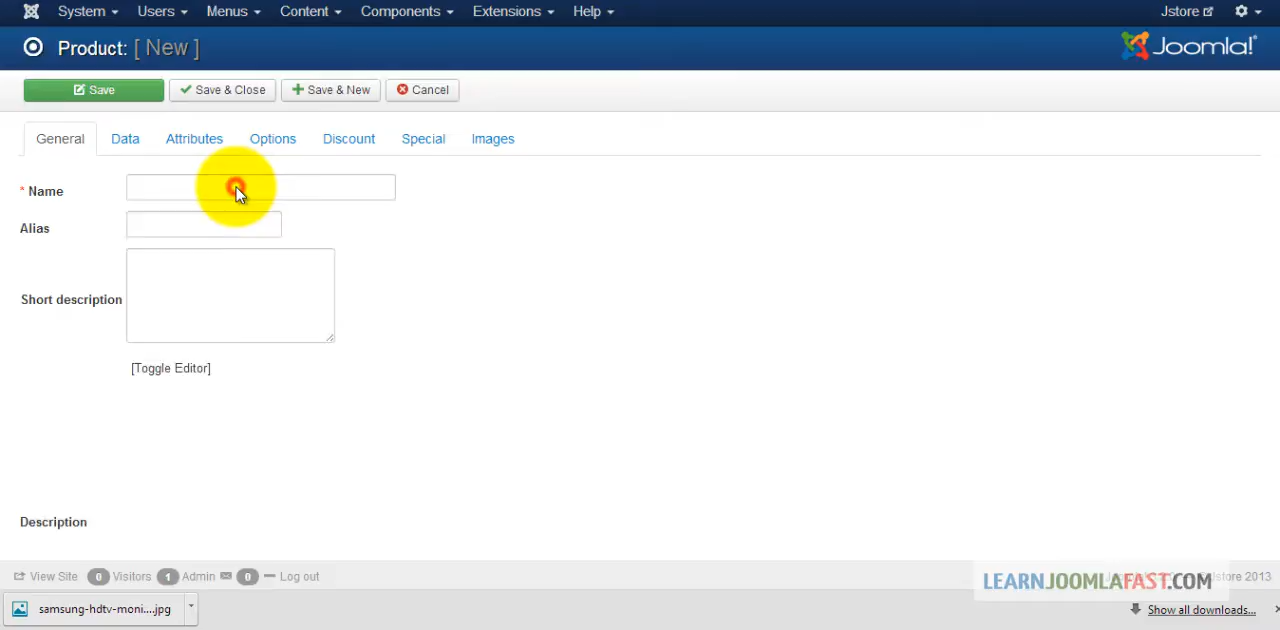 System Users Menus Content Components Extensions Help Jstore
Product: [ New ] Joomla!
Save Save & Close Save & New Cancel
General Data Attributes Options Discount Special Images
* Name
Alias
Short description
[Toggle Editor]
Description
View Site 0 Visitors 1 Admin 0 Log out
LEARNJOOMLAFAST.COM
Jstore 2013
samsung-hdtv-moni....jpg
Show all downloads...